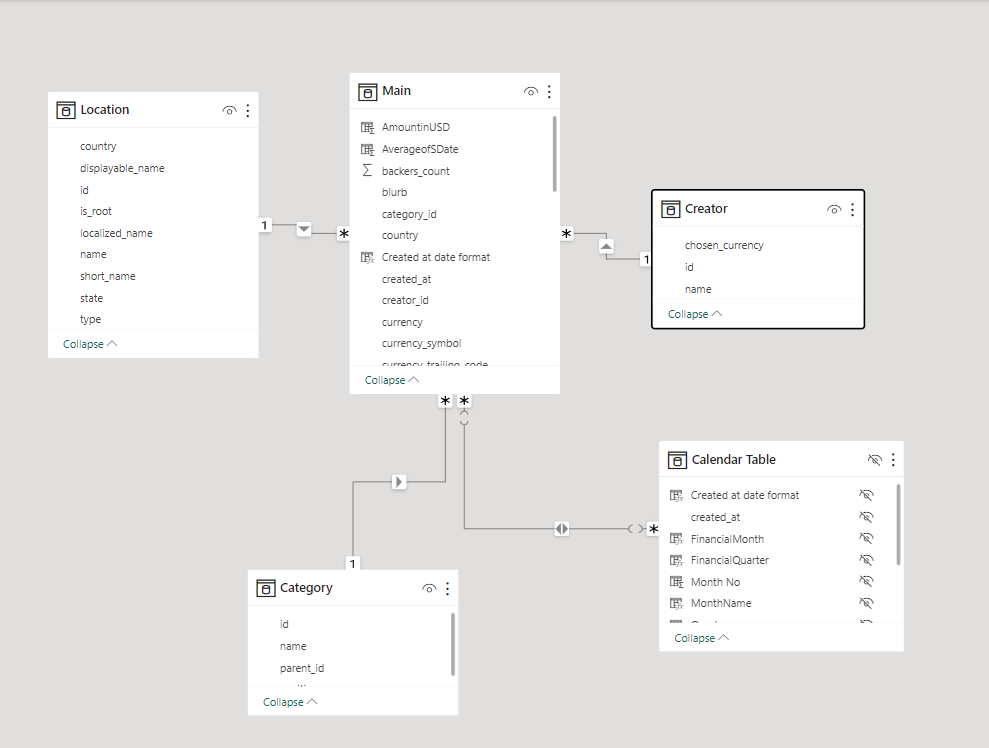 Location
country
displayable_name
id
is_root
localized_name
name
short_name
state
type
Collapse
1
*
Main
AmountinUSD
AverageofSDate
backers_count
blurb
category_id
country
Created at date format
created_at
creator_id
currency
currency_symbol
currency_trailing_code
Collapse
*
1
Creator
chosen_currency
id
name
Collapse
* *
*
1
Calendar Table
Created at date format
created_at
FinancialMonth
FinancialQuarter
Month No
MonthName
Collapse
Category
id
name
parent_id
Collapse